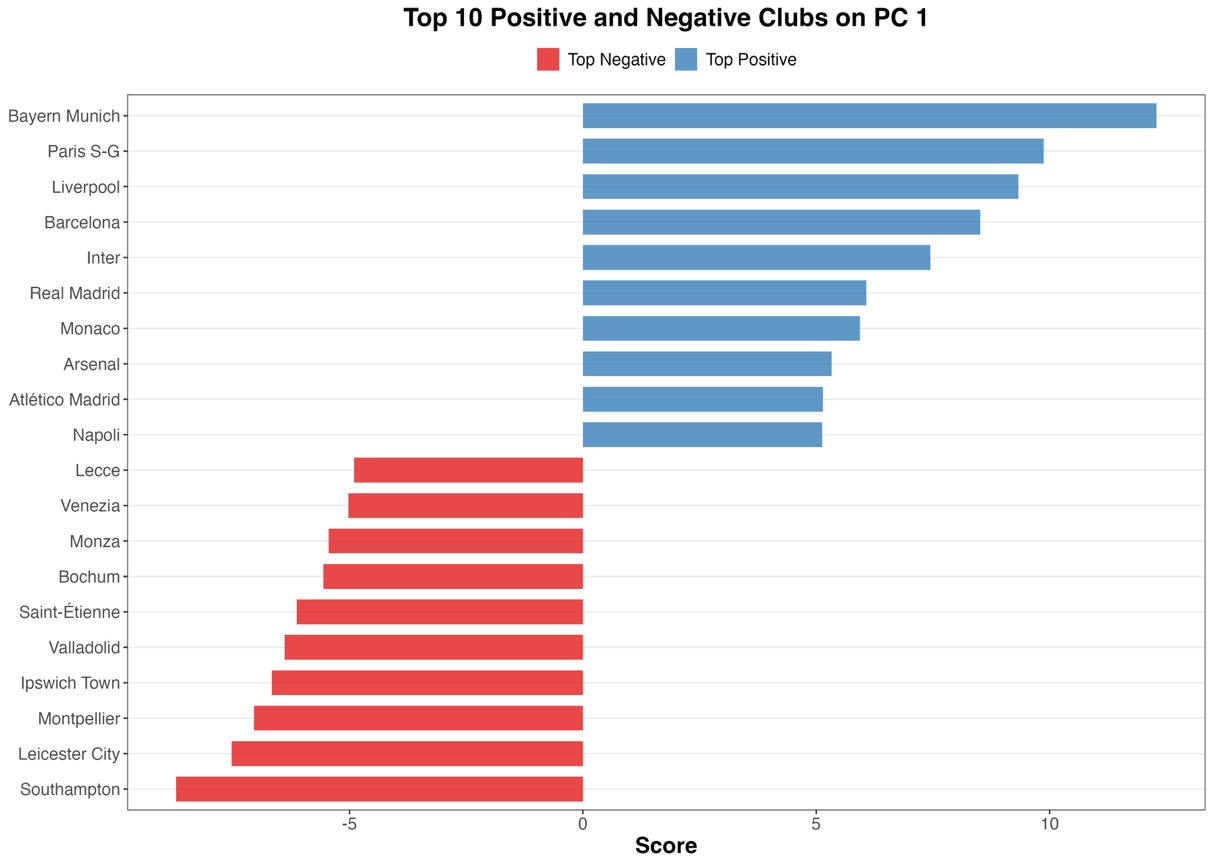 Top 10 Positive and Negative Clubs on PC 1
Top Negative Top Positive
Bayern Munich
Paris S-G
Liverpool
Barcelona
Inter
Real Madrid
Monaco
Arsenal
Atlético Madrid
Napoli
Lecce
Venezia
Monza
Bochum
Saint-Étienne
Valladolid
Ipswich Town
Montpellier
Leicester City
Southampton
-5 0 5 10
Score